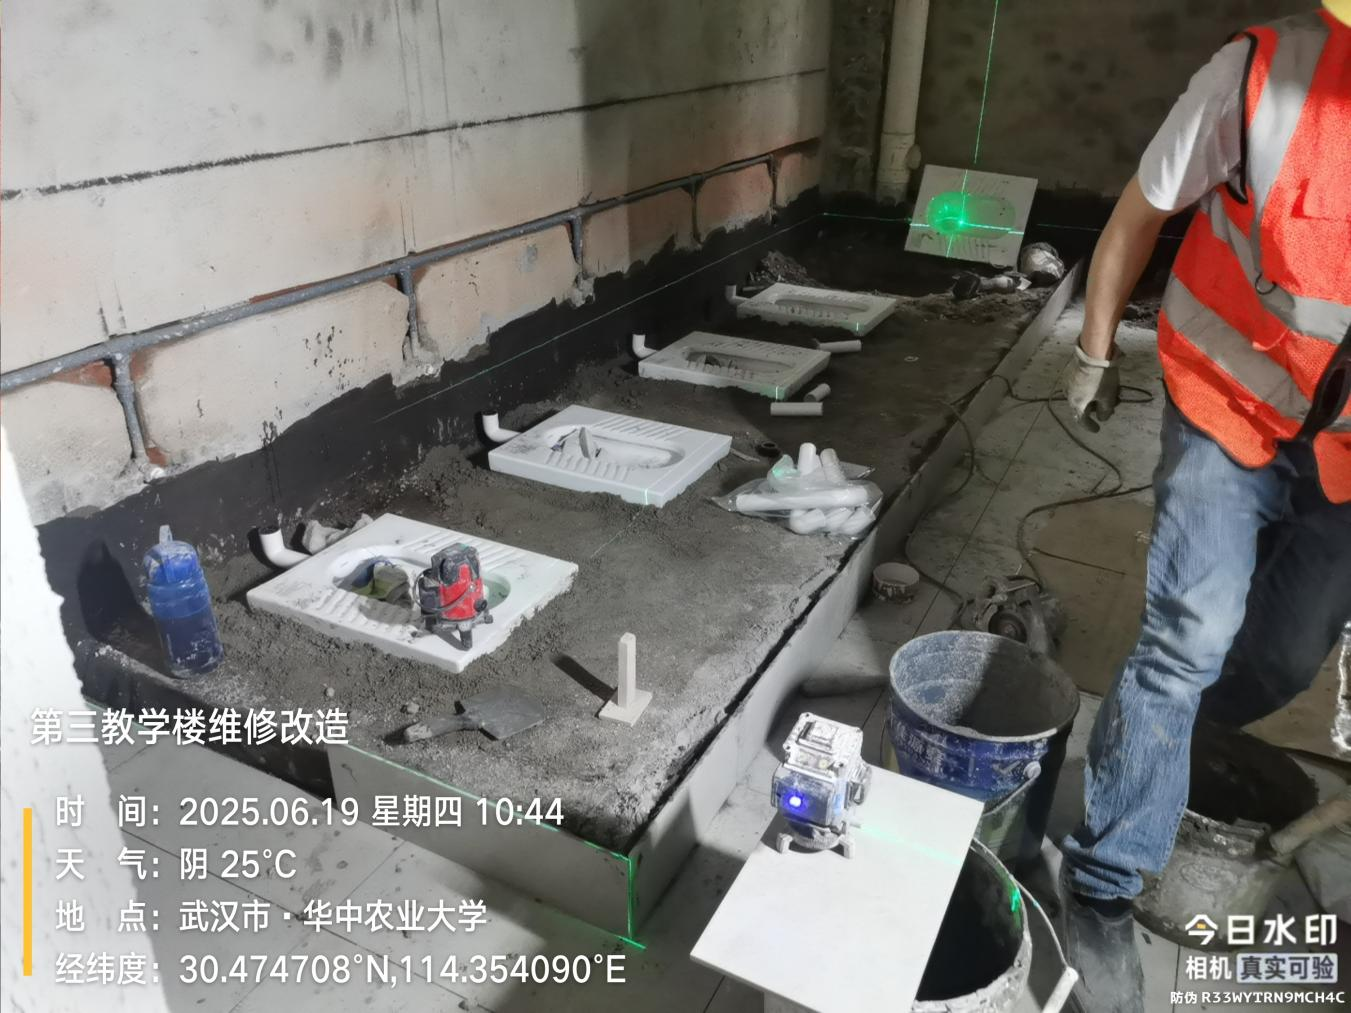 第三教学楼维修改造
时 间：2025.06.19 星期四 10:44
天 气：阴 25°C
地 点：武汉市·华中农业大学
经纬度：30.474708°N,114.354090°E
今日水印
相机 真实可验
防伪 R33WYTRN9MCH4C